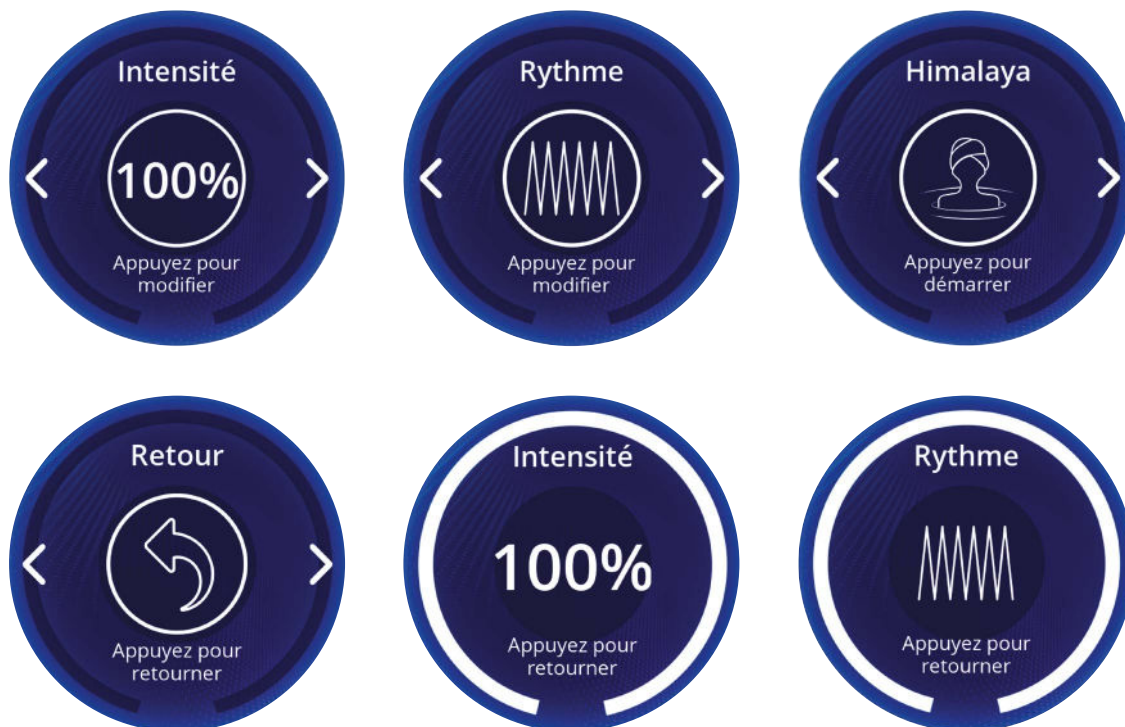 Intensité
100%
Appuyez pour
modifier
Rythme
Appuyez pour
modifier
Himalaya
Appuyez pour
démarrer
Retour
Appuyez pour
retourner
Intensité
100%
Appuyez pour
retourner
Rythme
Appuyez pour
retourner